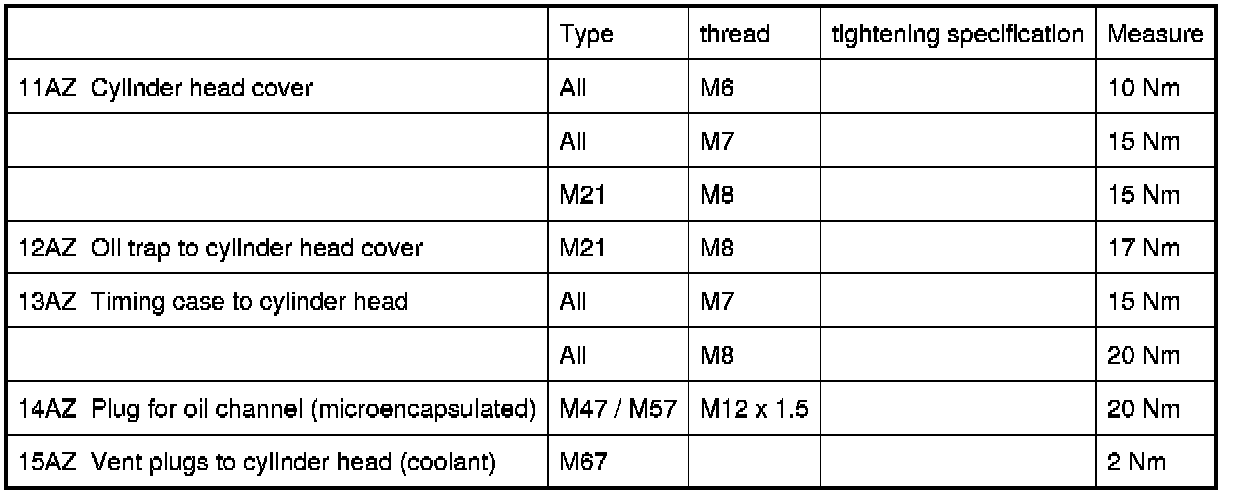 Type thread tightening specification Measure
11AZ Cylinder head cover All M6 10 Nm
All M7 15 Nm
M21 M8 15 Nm
12AZ Oil trap to cylinder head cover M21 M8 17 Nm
13AZ Timing case to cylinder head All M7 15 Nm
All M8 20 Nm
14AZ Plug for oil channel (microencapsulated) M47 / M57 M12 x 1.5 20 Nm
15AZ Vent plugs to cylinder head (coolant) M67 2 Nm